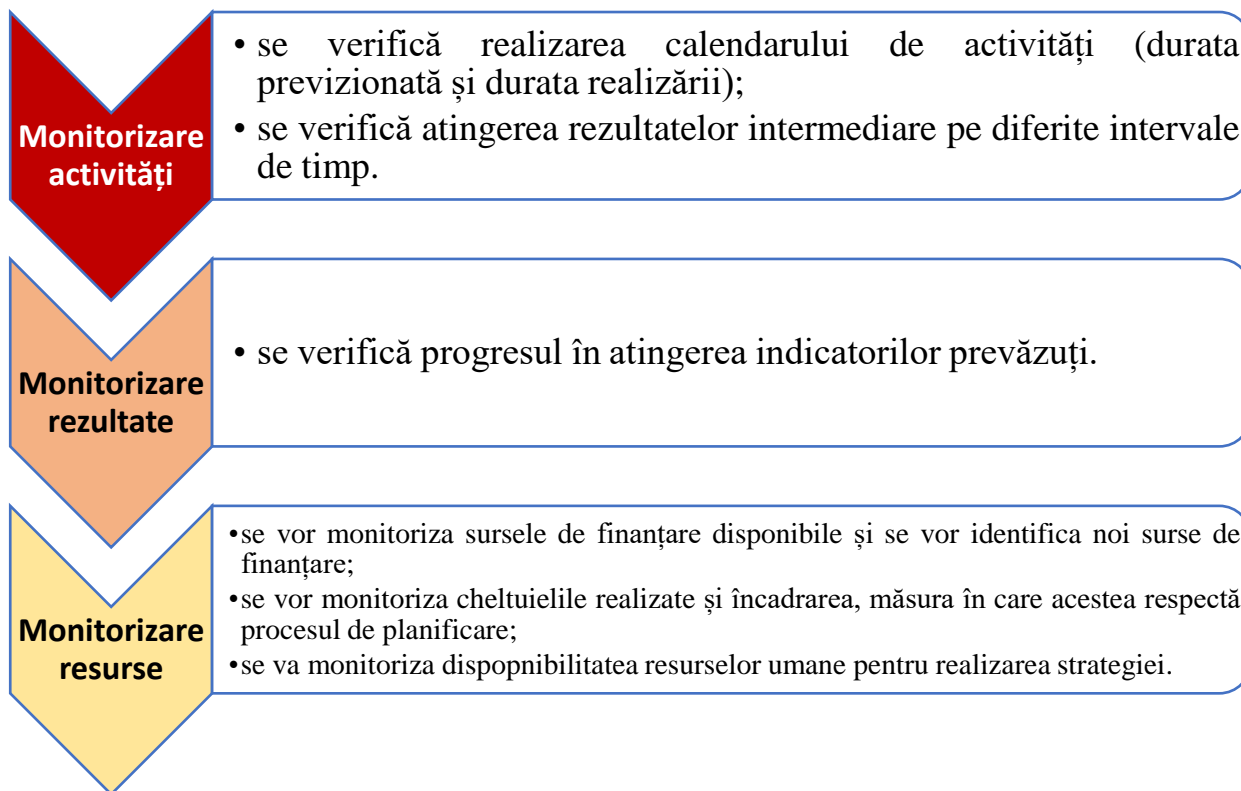 Monitorizare
activități
• se verifică realizarea calendarului de activități (durata
previzionată și durata realizării);
• se verifică atingerea rezultatelor intermediare pe diferite intervale
de timp.
Monitorizare
rezultate
• se verifică progresul în atingerea indicatorilor prevăzuți.
Monitorizare
resurse
•se vor monitoriza sursele de finanțare disponibile și se vor identifica noi surse de
finanțare;
•se vor monitoriza cheltuielile realizate și încadrarea, măsura în care acestea respectă
procesul de planificare;
•se va monitoriza dispopnibilitatea resurselor umane pentru realizarea strategiei.